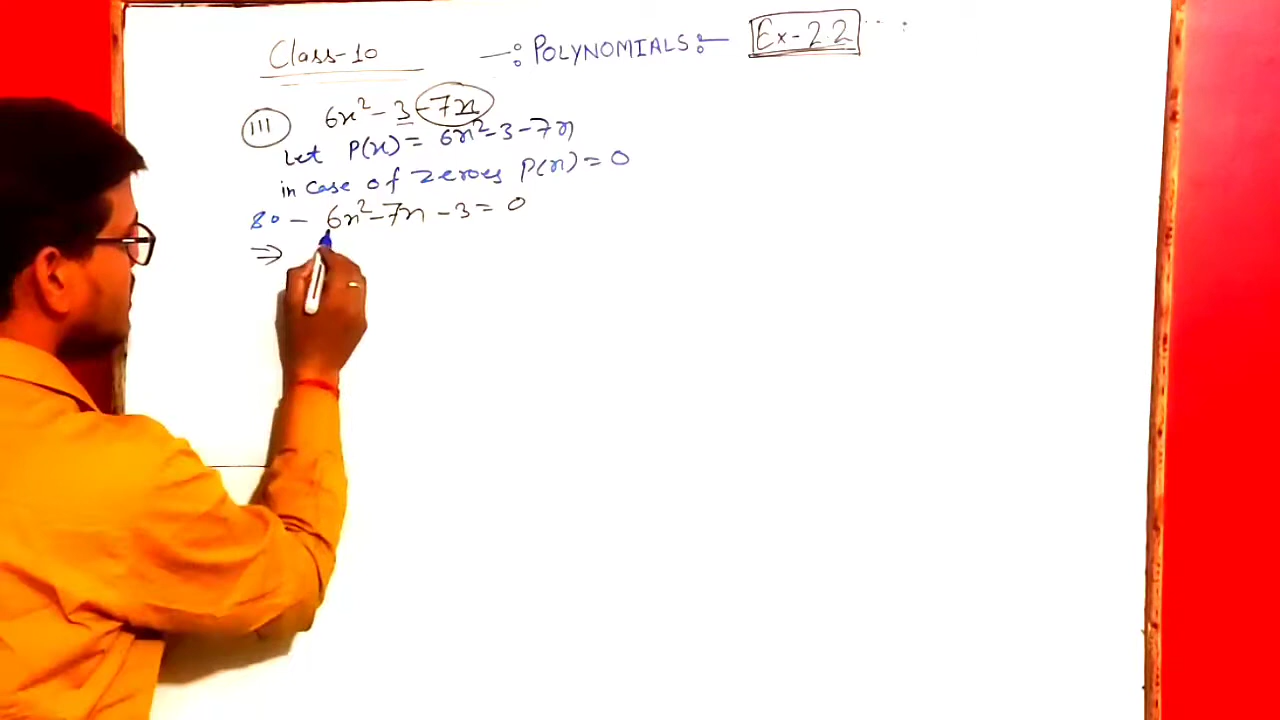 Class-10 —: POLYNOMIALS :— Ex-2.2
III 6x²-3-7x
Let P(x) = 6x²-3-7x
in case of zeroes P(x) = 0
So - 6x²-7x-3=0
⇒